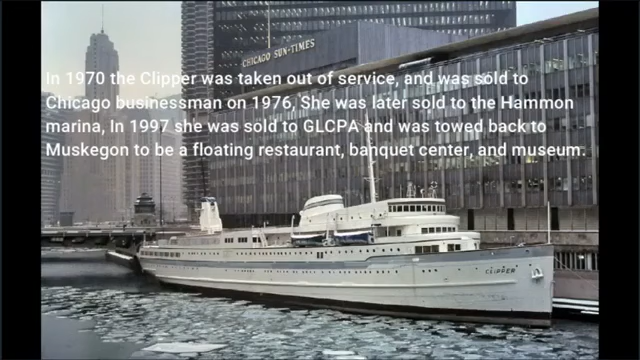 CHICAGO SUN-TIMES
In 1970 the Clipper was taken out of service, and was sold to
Chicago businessman on 1976, She was later sold to the Hammon
marina, In 1997 she was sold to GLCPA and was towed back to
Muskegon to be a floating restaurant, banquet center, and museum.
CLIPPER